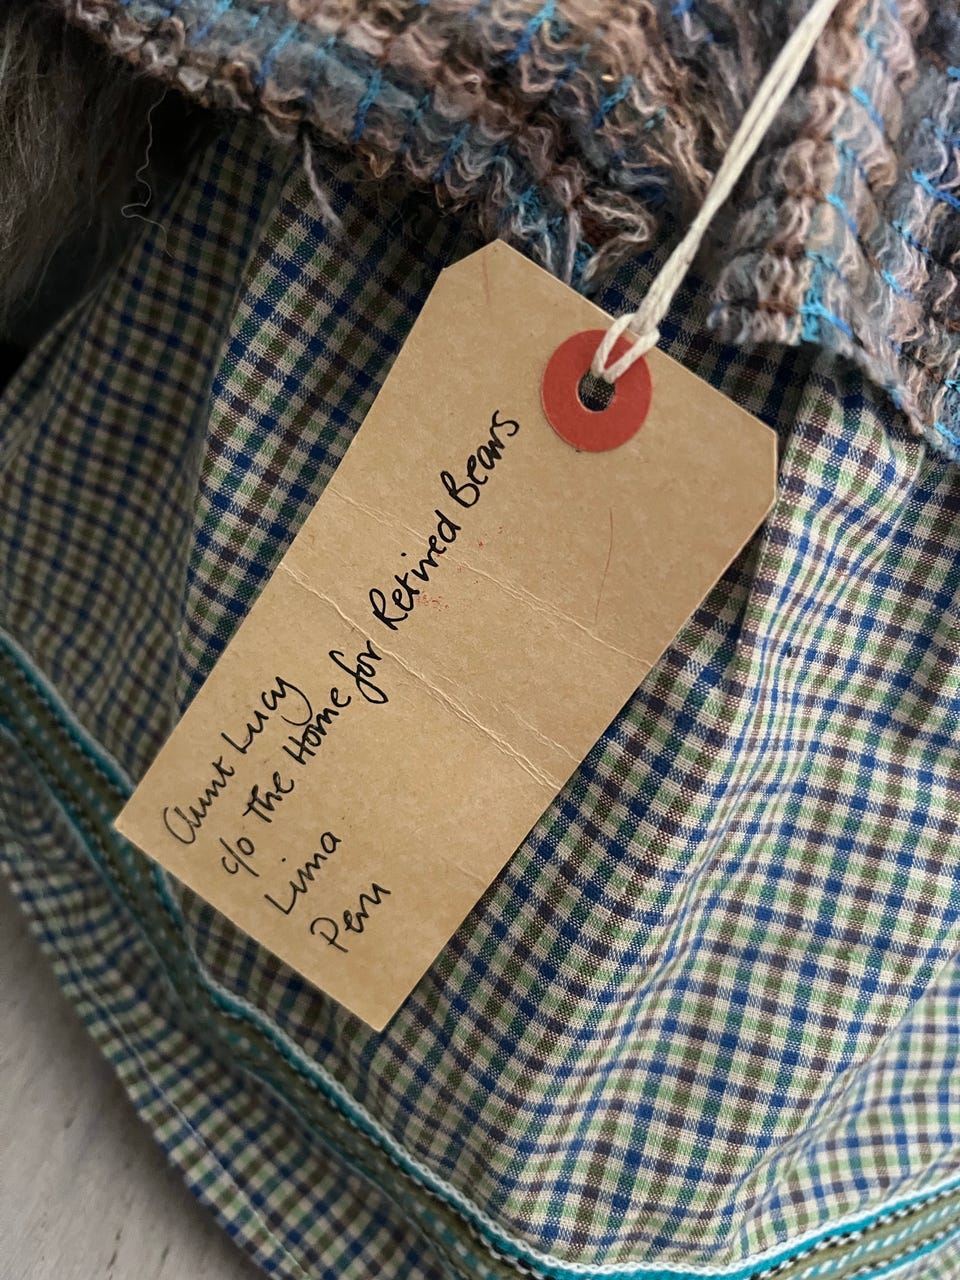 Aunt Lucy
c/o The Home for Retired Bears
Lima
Peru